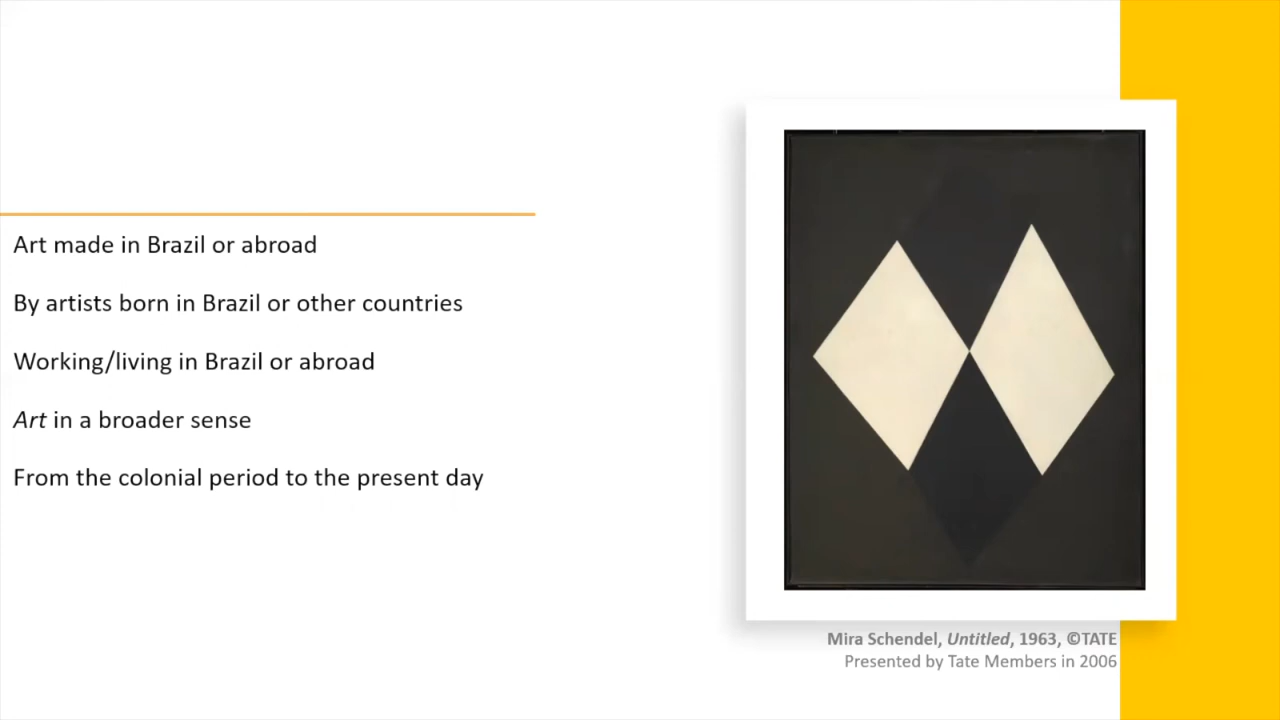 Art made in Brazil or abroad
By artists born in Brazil or other countries
Working/living in Brazil or abroad
Art in a broader sense
From the colonial period to the present day
Mira Schendel, Untitled, 1963, ©TATE
Presented by Tate Members in 2006